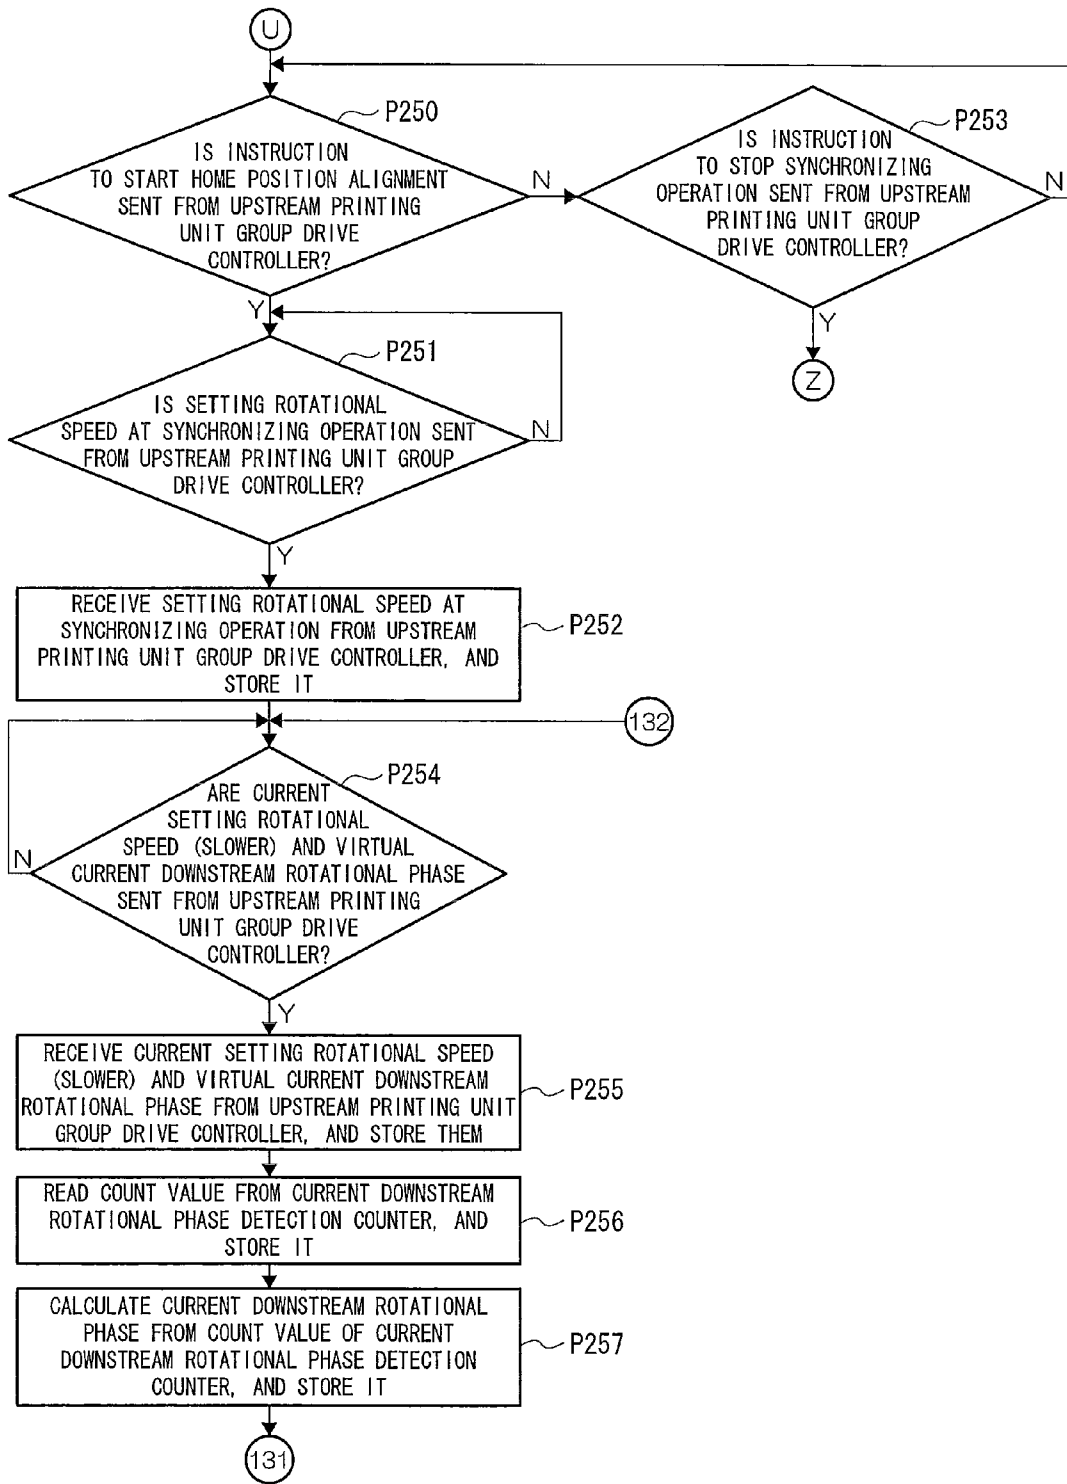 U
P250
IS INSTRUCTION
TO START HOME POSITION ALIGNMENT
SENT FROM UPSTREAM PRINTING
UNIT GROUP DRIVE
CONTROLLER?
N
Y
P253
IS INSTRUCTION
TO STOP SYNCHRONIZING
OPERATION SENT FROM UPSTREAM
PRINTING UNIT GROUP
DRIVE CONTROLLER?
N
Y
Z
P251
IS SETTING ROTATIONAL
SPEED AT SYNCHRONIZING OPERATION SENT
FROM UPSTREAM PRINTING UNIT GROUP
DRIVE CONTROLLER?
N
Y
RECEIVE SETTING ROTATIONAL SPEED AT
SYNCHRONIZING OPERATION FROM UPSTREAM
PRINTING UNIT GROUP DRIVE CONTROLLER, AND
STORE IT
P252
132
P254
ARE CURRENT
SETTING ROTATIONAL
SPEED (SLOWER) AND VIRTUAL
CURRENT DOWNSTREAM ROTATIONAL PHASE
SENT FROM UPSTREAM PRINTING
UNIT GROUP DRIVE
CONTROLLER?
N
Y
RECEIVE CURRENT SETTING ROTATIONAL SPEED
(SLOWER) AND VIRTUAL CURRENT DOWNSTREAM
ROTATIONAL PHASE FROM UPSTREAM PRINTING UNIT
GROUP DRIVE CONTROLLER, AND STORE THEM
P255
READ COUNT VALUE FROM CURRENT DOWNSTREAM
ROTATIONAL PHASE DETECTION COUNTER, AND
STORE IT
P256
CALCULATE CURRENT DOWNSTREAM ROTATIONAL
PHASE FROM COUNT VALUE OF CURRENT
DOWNSTREAM ROTATIONAL PHASE DETECTION
COUNTER, AND STORE IT
P257
131